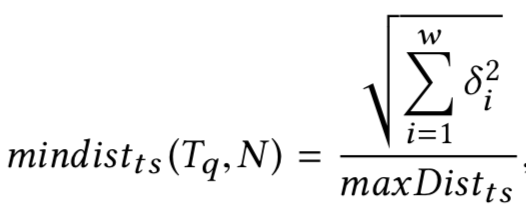 mindist_{ts}(T_q, N) = \frac{\sqrt{\sum_{i=1}^{w} \delta_i^2}}{maxDist_{ts}},